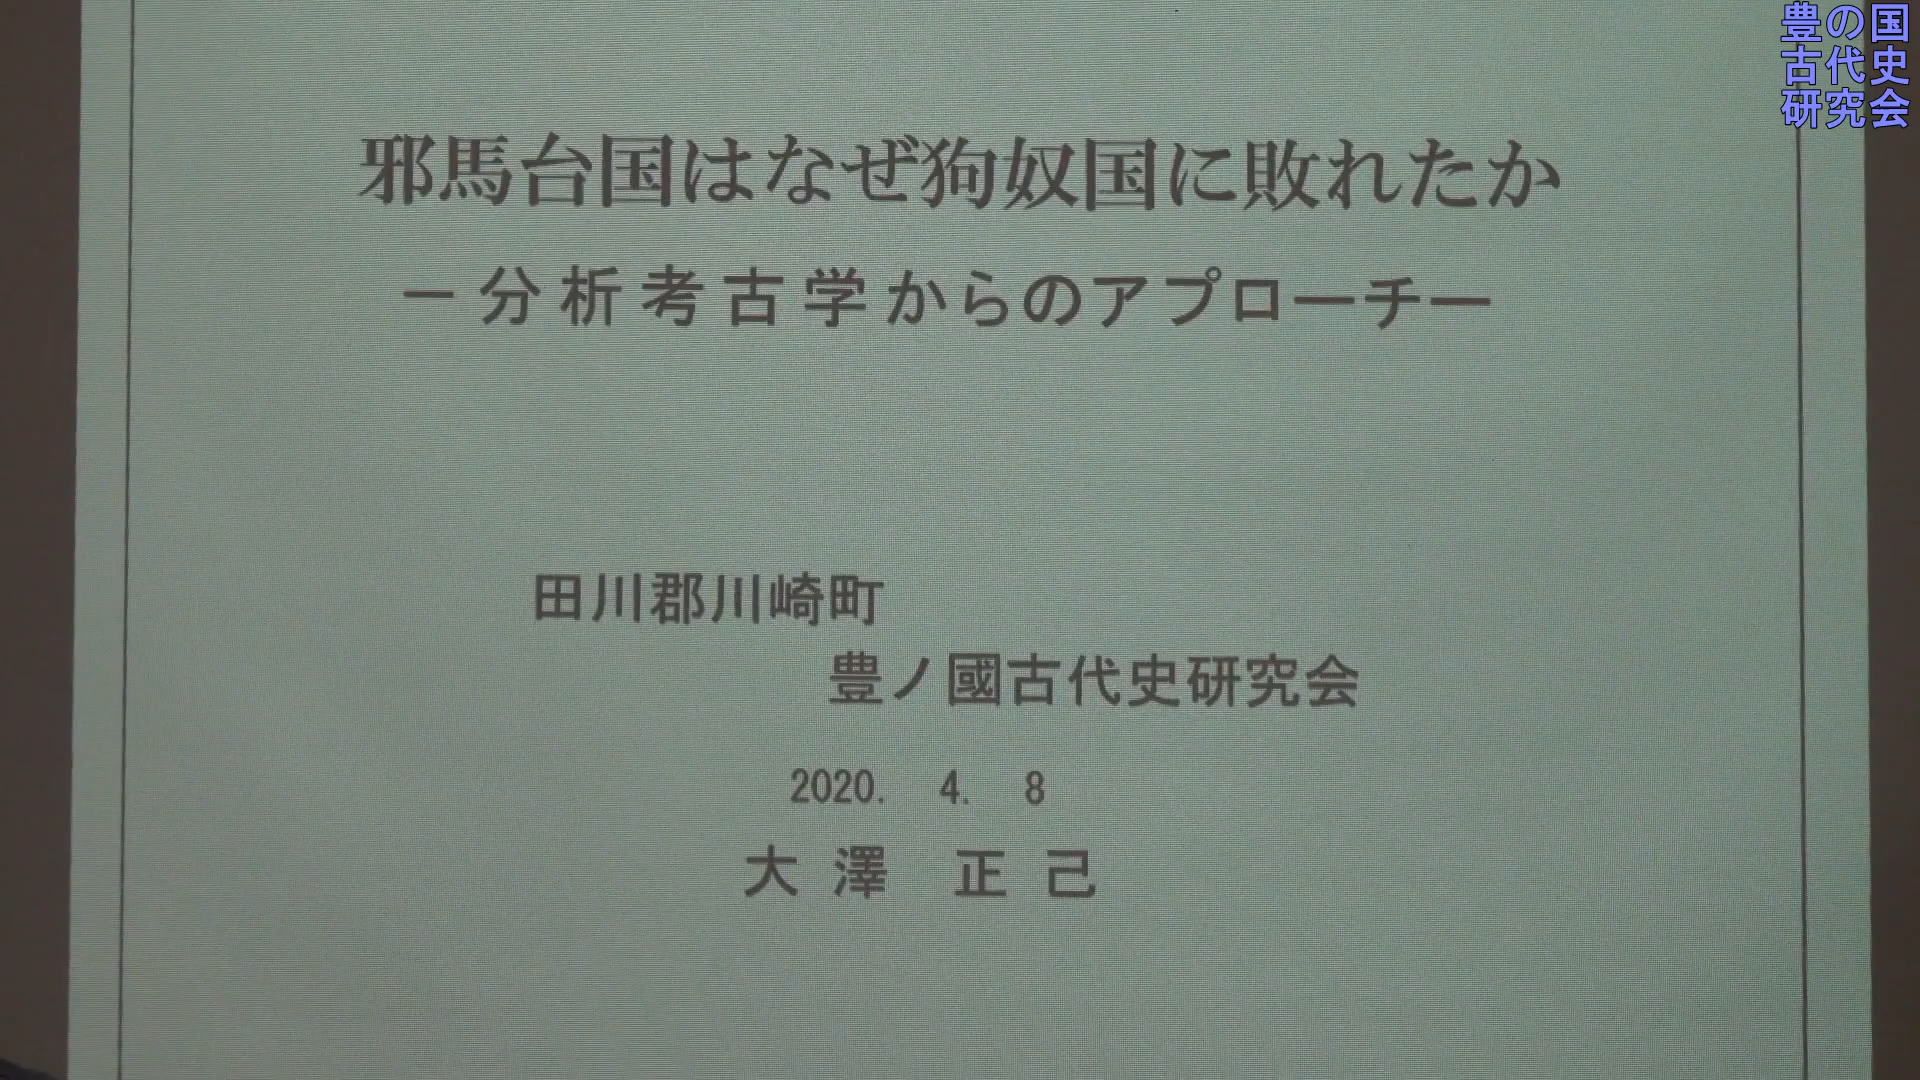 豊の国
古代史
研究会
邪馬台国はなぜ狗奴国に敗れたか
－分析考古学からのアプローチ－
田川郡川崎町
豊ノ國古代史研究会
2020. 4. 8
大澤 正己